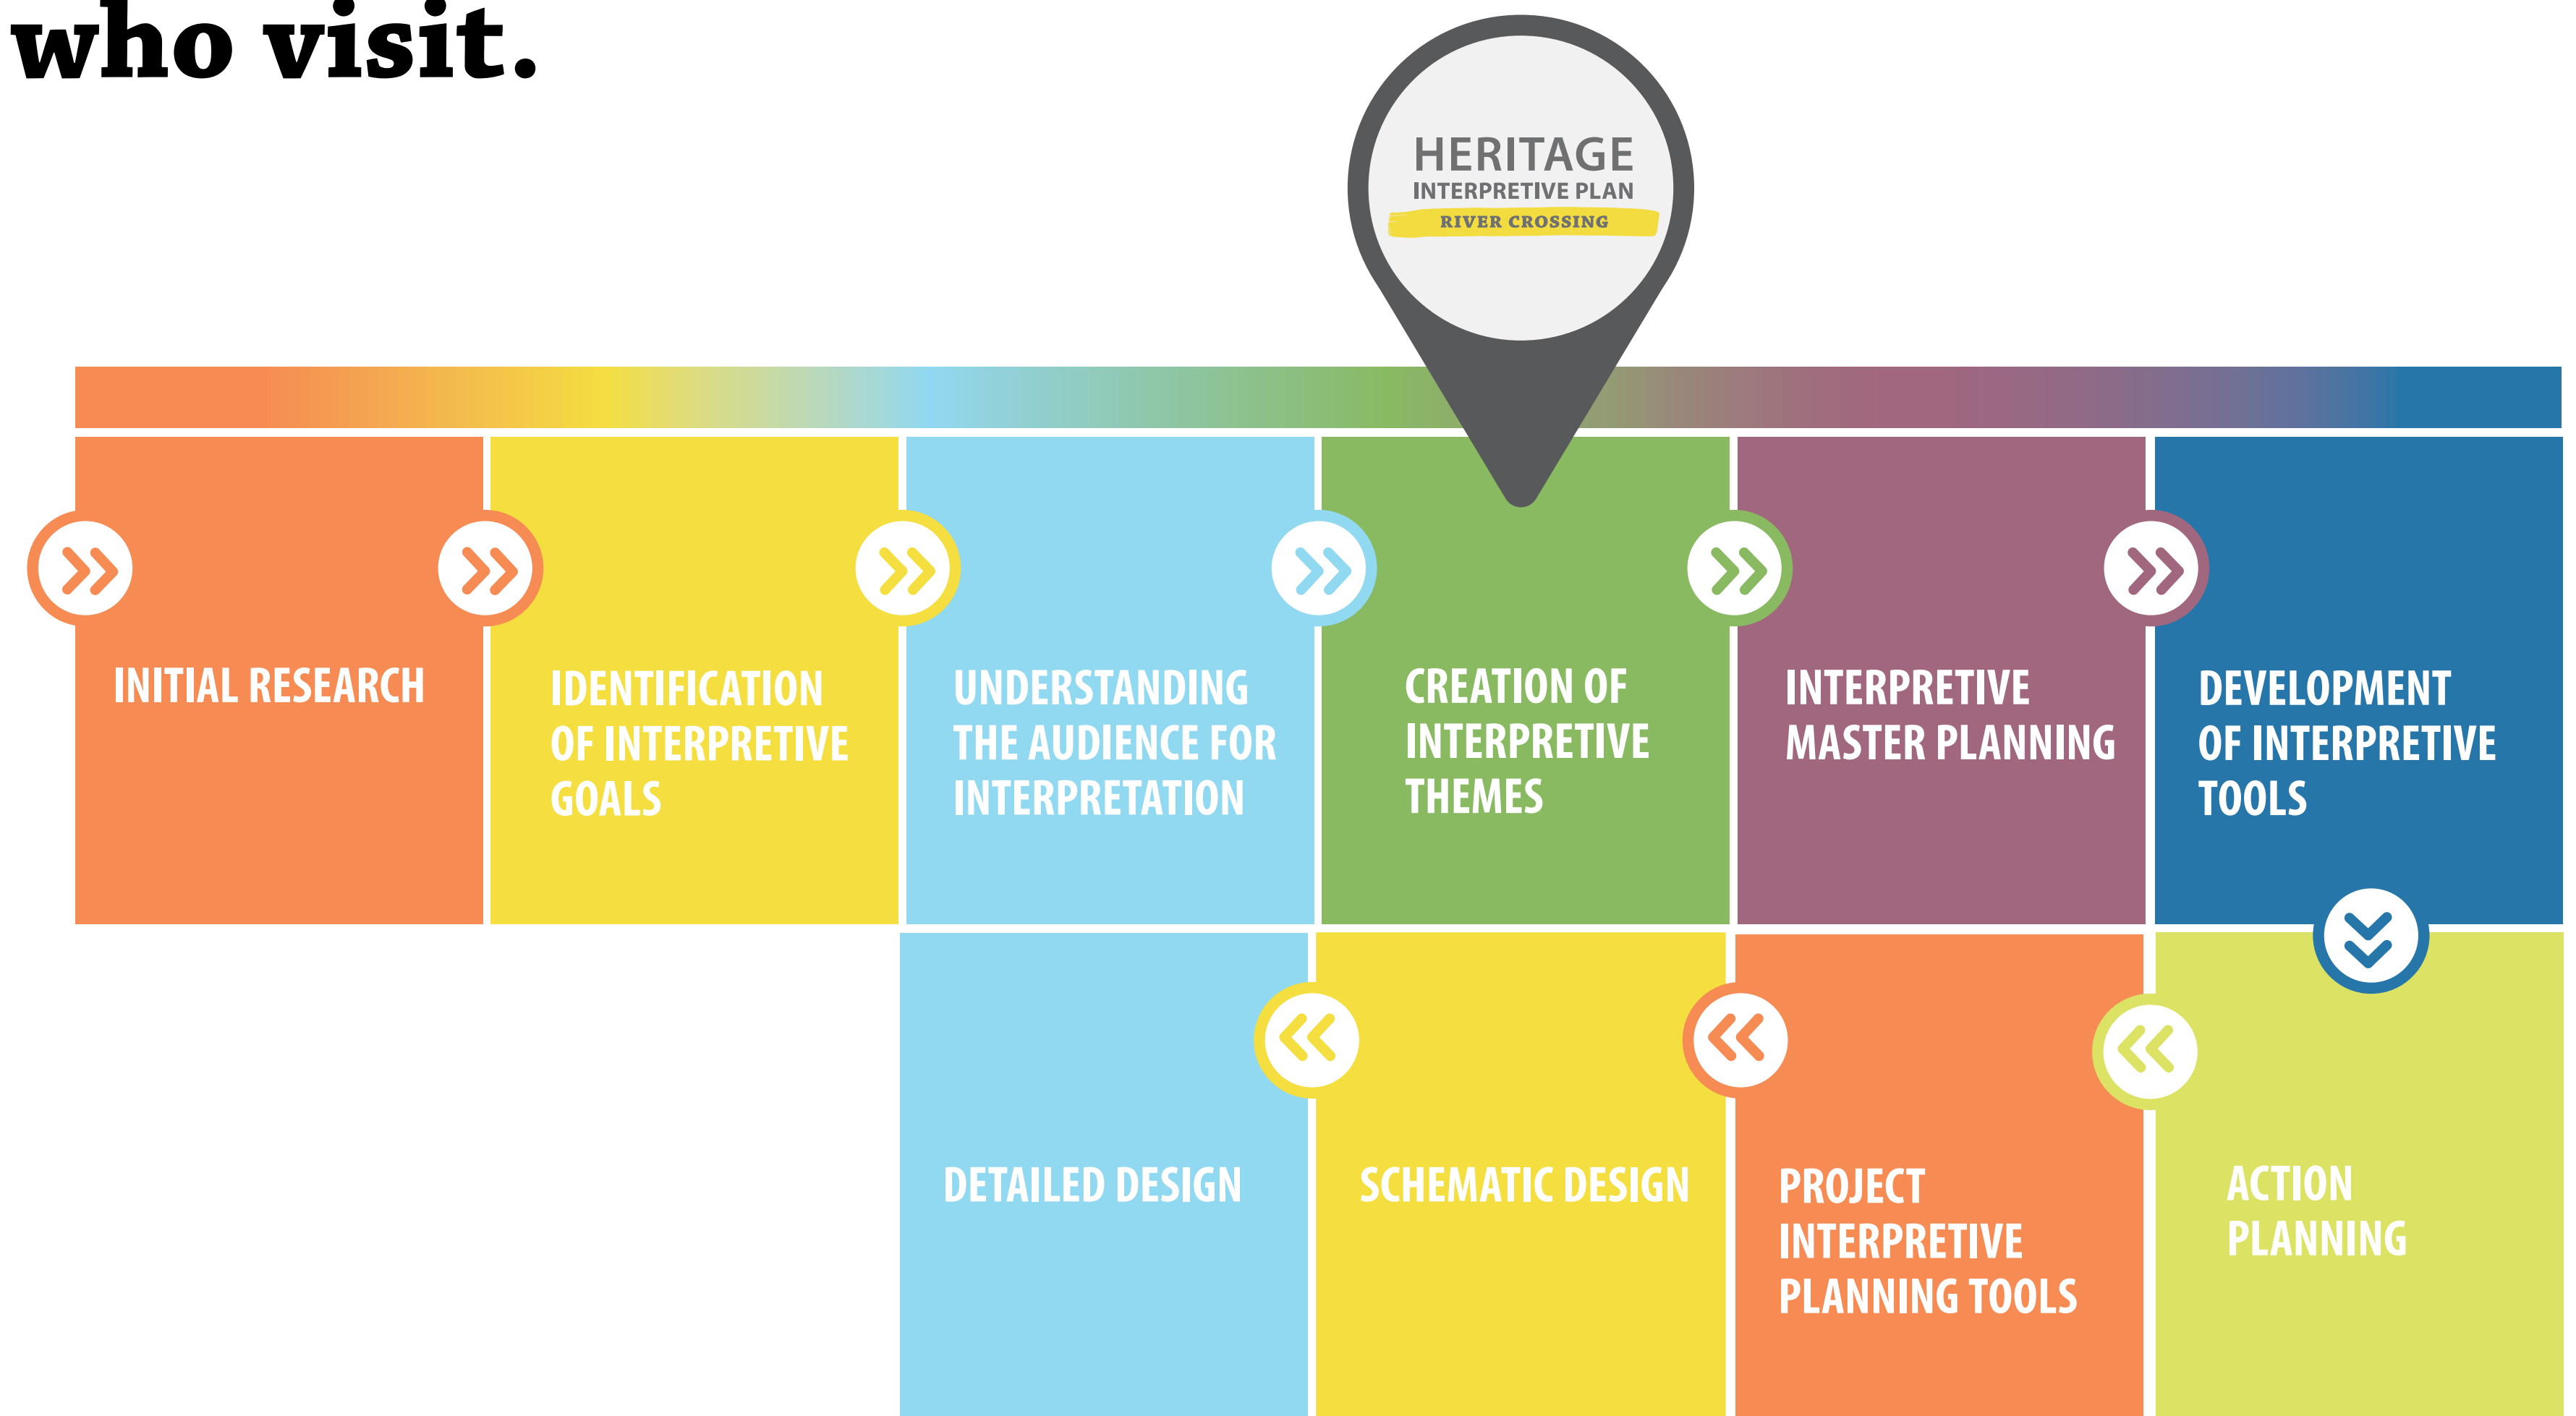 who visit.
HERITAGE
INTERPRETIVE PLAN
RIVER CROSSING
INITIAL RESEARCH
IDENTIFICATION
OF INTERPRETIVE
GOALS
UNDERSTANDING
THE AUDIENCE FOR
INTERPRETATION
CREATION OF
INTERPRETIVE
THEMES
INTERPRETIVE
MASTER PLANNING
DEVELOPMENT
OF INTERPRETIVE
TOOLS
DETAILED DESIGN
SCHEMATIC DESIGN
PROJECT
INTERPRETIVE
PLANNING TOOLS
ACTION
PLANNING